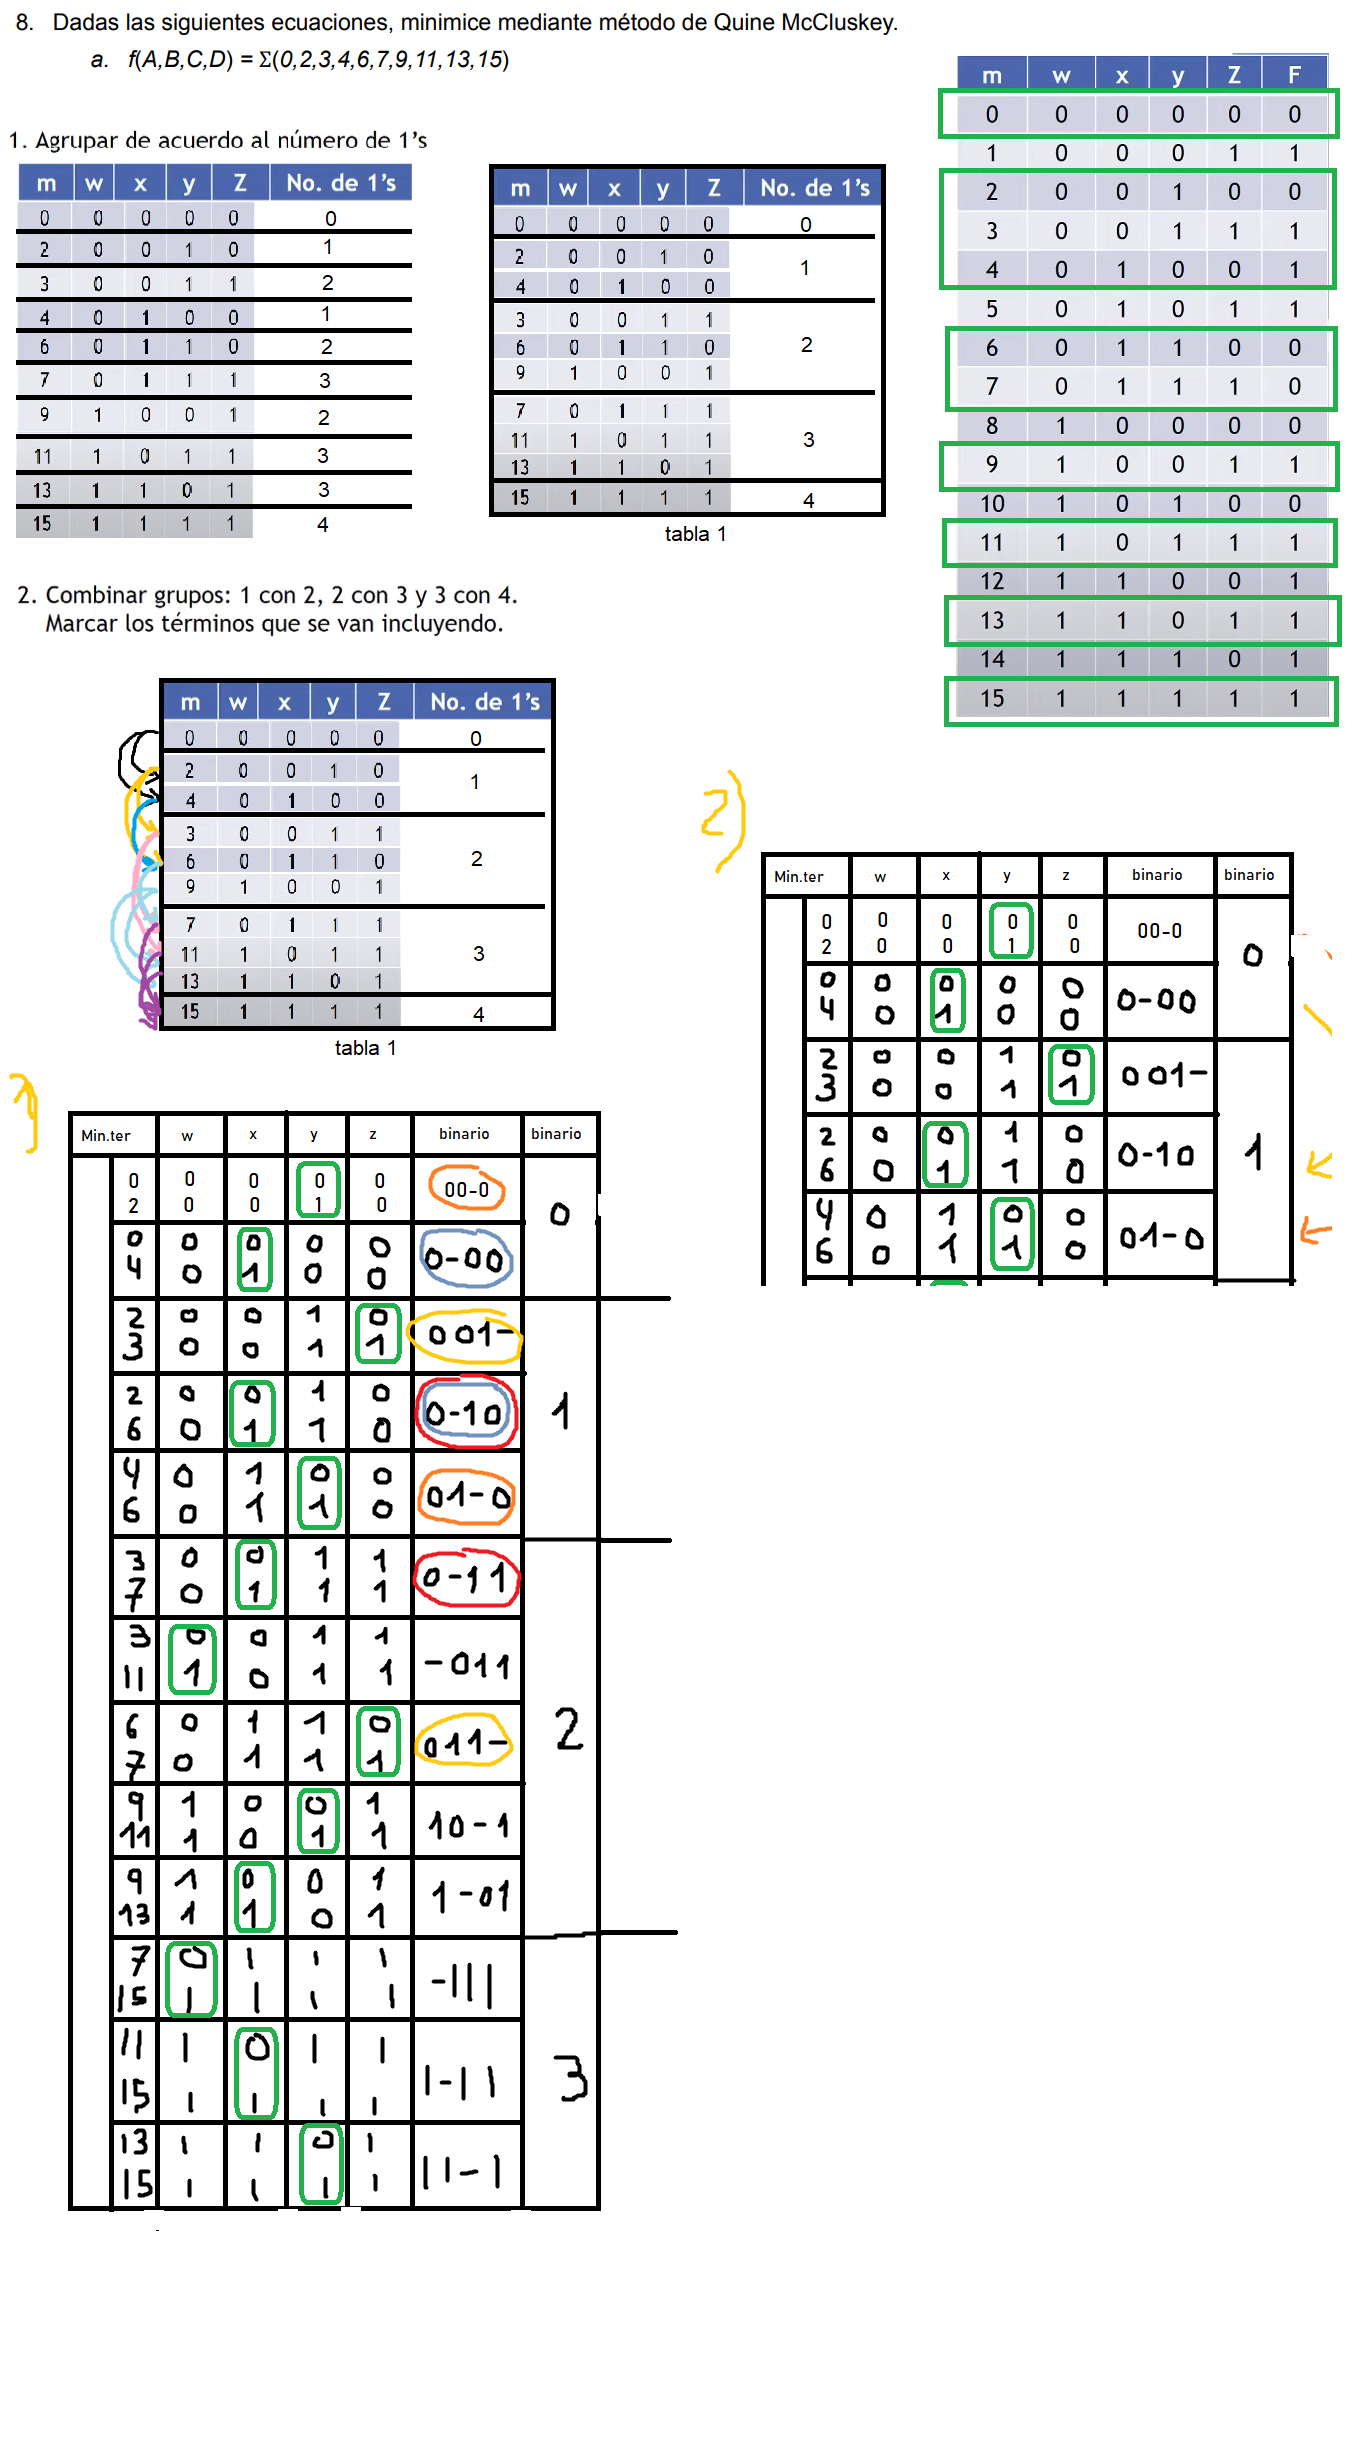 8. Dadas las siguientes ecuaciones, minimice mediante método de Quine McCluskey.
a. f(A,B,C,D) = Σ(0,2,3,4,6,7,9,11,13,15)
1. Agrupar de acuerdo al número de 1's
m w x y Z No. de 1's
0 0 0 0 0 0
2 0 0 1 0 1
3 0 0 1 1 2
4 0 1 0 0 1
6 0 1 1 0 2
7 0 1 1 1 3
9 1 0 0 1 2
11 1 0 1 1 3
13 1 1 0 1 3
15 1 1 1 1 4
m w x y Z No. de 1's
0 0 0 0 0 0
2 0 0 1 0
1
4 0 1 0 0
3 0 0 1 1
6 0 1 1 0 2
9 1 0 0 1
7 0 1 1 1
11 1 0 1 1 3
13 1 1 0 1
15 1 1 1 1 4
tabla 1
m w x y Z F
0 0 0 0 0 0
1 0 0 0 1 1
2 0 0 1 0 0
3 0 0 1 1 1
4 0 1 0 0 1
5 0 1 0 1 1
6 0 1 1 0 0
7 0 1 1 1 0
8 1 0 0 0 0
9 1 0 0 1 1
10 1 0 1 0 0
11 1 0 1 1 1
12 1 1 0 0 1
13 1 1 0 1 1
14 1 1 1 0 1
15 1 1 1 1 1
2. Combinar grupos: 1 con 2, 2 con 3 y 3 con 4.
Marcar los términos que se van incluyendo.
m w x y Z No. de 1's
0 0 0 0 0 0
2 0 0 1 0
1
4 0 1 0 0
3 0 0 1 1
6 0 1 1 0 2
9 1 0 0 1
7 0 1 1 1
11 1 0 1 1 3
13 1 1 0 1
15 1 1 1 1 4
tabla 1
1)
Min.ter w x y z binario binario
0 0 0 0 0
00-0
2 0 0 1 0
0
0 0 0 0 0
0-00
4 0 1 0 0
2 0 0 1 0
001-
3 0 0 1 1
2 0 0 1 0
0-10 1
6 0 1 1 0
4 0 1 0 0
01-0
6 0 1 1 0
3 0 0 1 1
0-11
7 0 1 1 1
3 0 0 1 1
-011
11 1 0 1 1
6 0 1 1 0
011- 2
7 0 1 1 1
9 1 0 0 1
10-1
11 1 0 1 1
9 1 0 0 1
1-01
13 1 1 0 1
7 0 1 1 1
-111
15 1 1 1 1
11 1 0 1 1
1-11 3
15 1 1 1 1
13 1 1 0 1
11-1
15 1 1 1 1
2)
Min.ter w x y z binario binario
0 0 0 0 0
00-0
2 0 0 1 0
0
0 0 0 0 0
0-00
4 0 1 0 0
2 0 0 1 0
001-
3 0 0 1 1
2 0 0 1 0
0-10 1
6 0 1 1 0
4 0 1 0 0
01-0
6 0 1 1 0